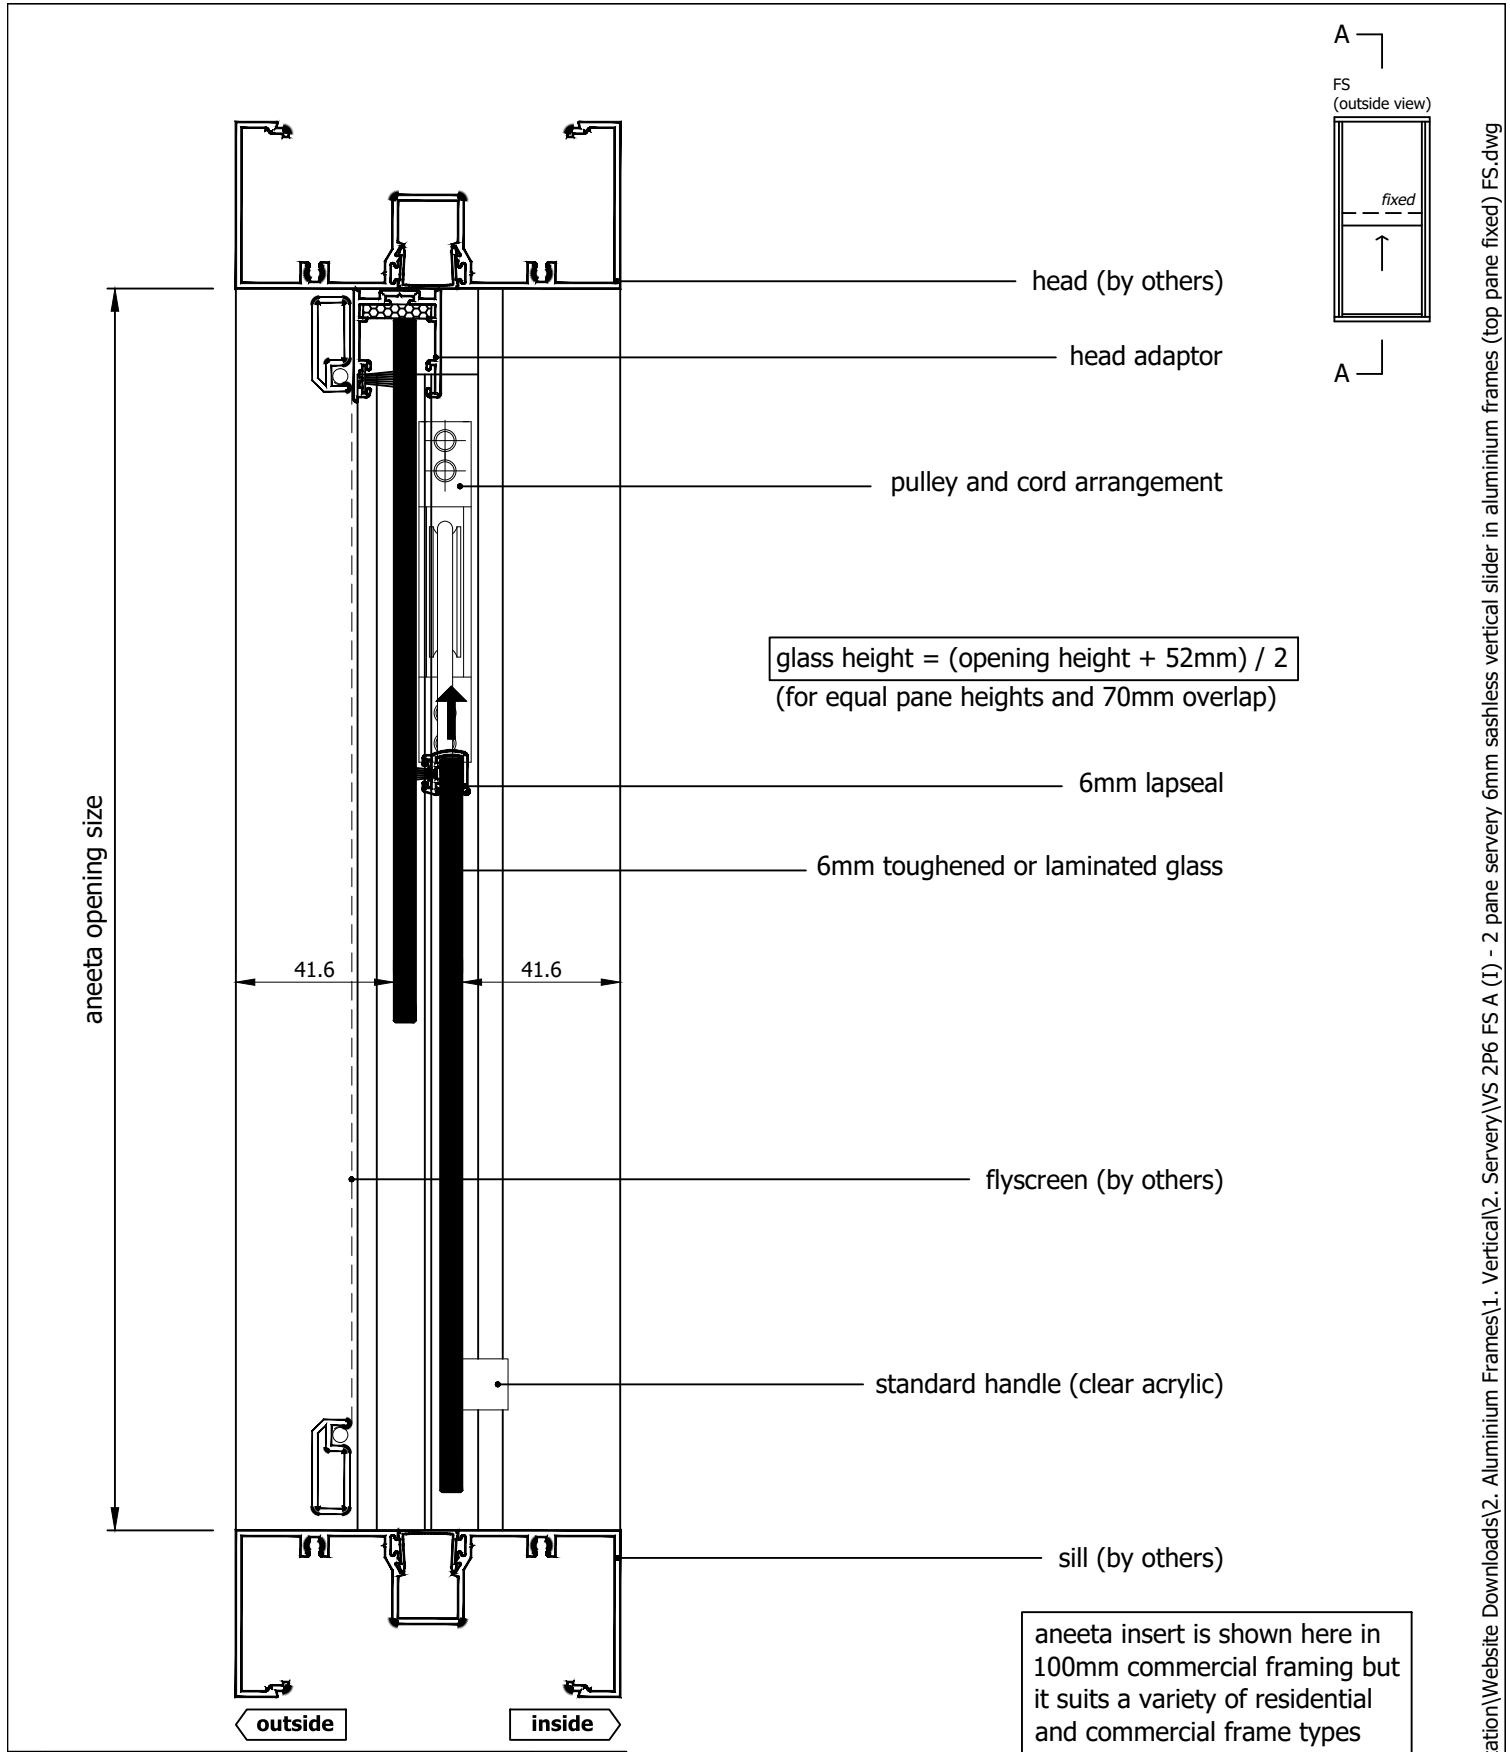 A
FS
(outside view)
fixed
A
head (by others)
head adaptor
pulley and cord arrangement
glass height = (opening height + 52mm) / 2
(for equal pane heights and 70mm overlap)
6mm lapseal
6mm toughened or laminated glass
aneeta opening size
41.6
41.6
flyscreen (by others)
standard handle (clear acrylic)
sill (by others)
aneeta insert is shown here in
100mm commercial framing but
it suits a variety of residential
and commercial frame types
outside
inside
ation\Website Downloads\2. Aluminium Frames\1. Vertical\2. Servery\VS 2P6 FS A (I) - 2 pane servery 6mm sashless vertical slider in aluminium frames (top pane fixed) FS.dwg